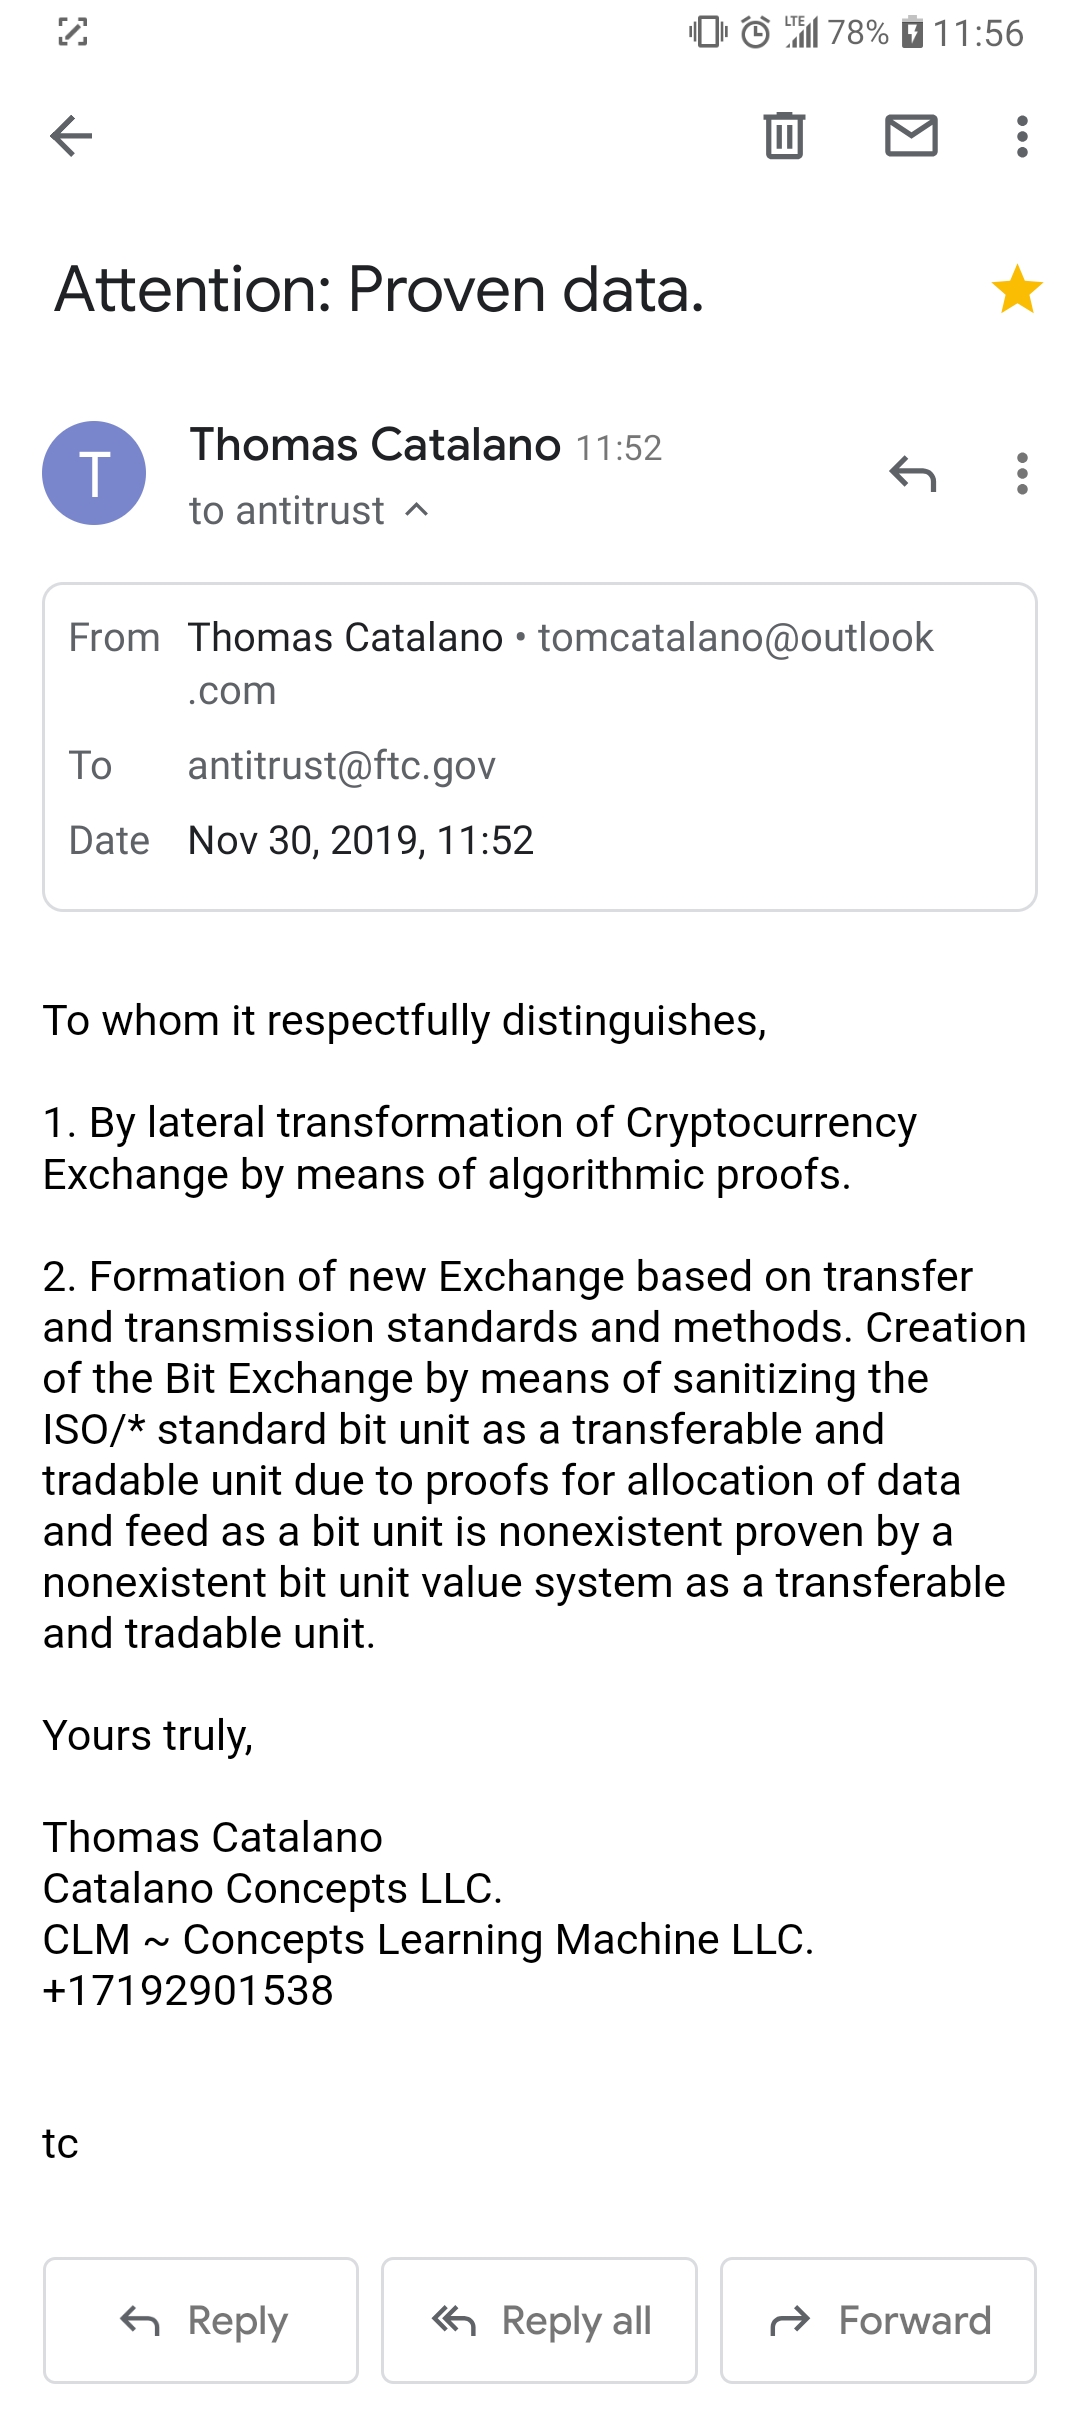 LTE 78% 11:56
Attention: Proven data.
T
Thomas Catalano 11:52
to antitrust
From Thomas Catalano • tomcatalano@outlook
.com
To antitrust@ftc.gov
Date Nov 30, 2019, 11:52
To whom it respectfully distinguishes,
1. By lateral transformation of Cryptocurrency
Exchange by means of algorithmic proofs.
2. Formation of new Exchange based on transfer
and transmission standards and methods. Creation
of the Bit Exchange by means of sanitizing the
ISO/* standard bit unit as a transferable and
tradable unit due to proofs for allocation of data
and feed as a bit unit is nonexistent proven by a
nonexistent bit unit value system as a transferable
and tradable unit.
Yours truly,
Thomas Catalano
Catalano Concepts LLC.
CLM ~ Concepts Learning Machine LLC.
+17192901538
tc
Reply Reply all Forward